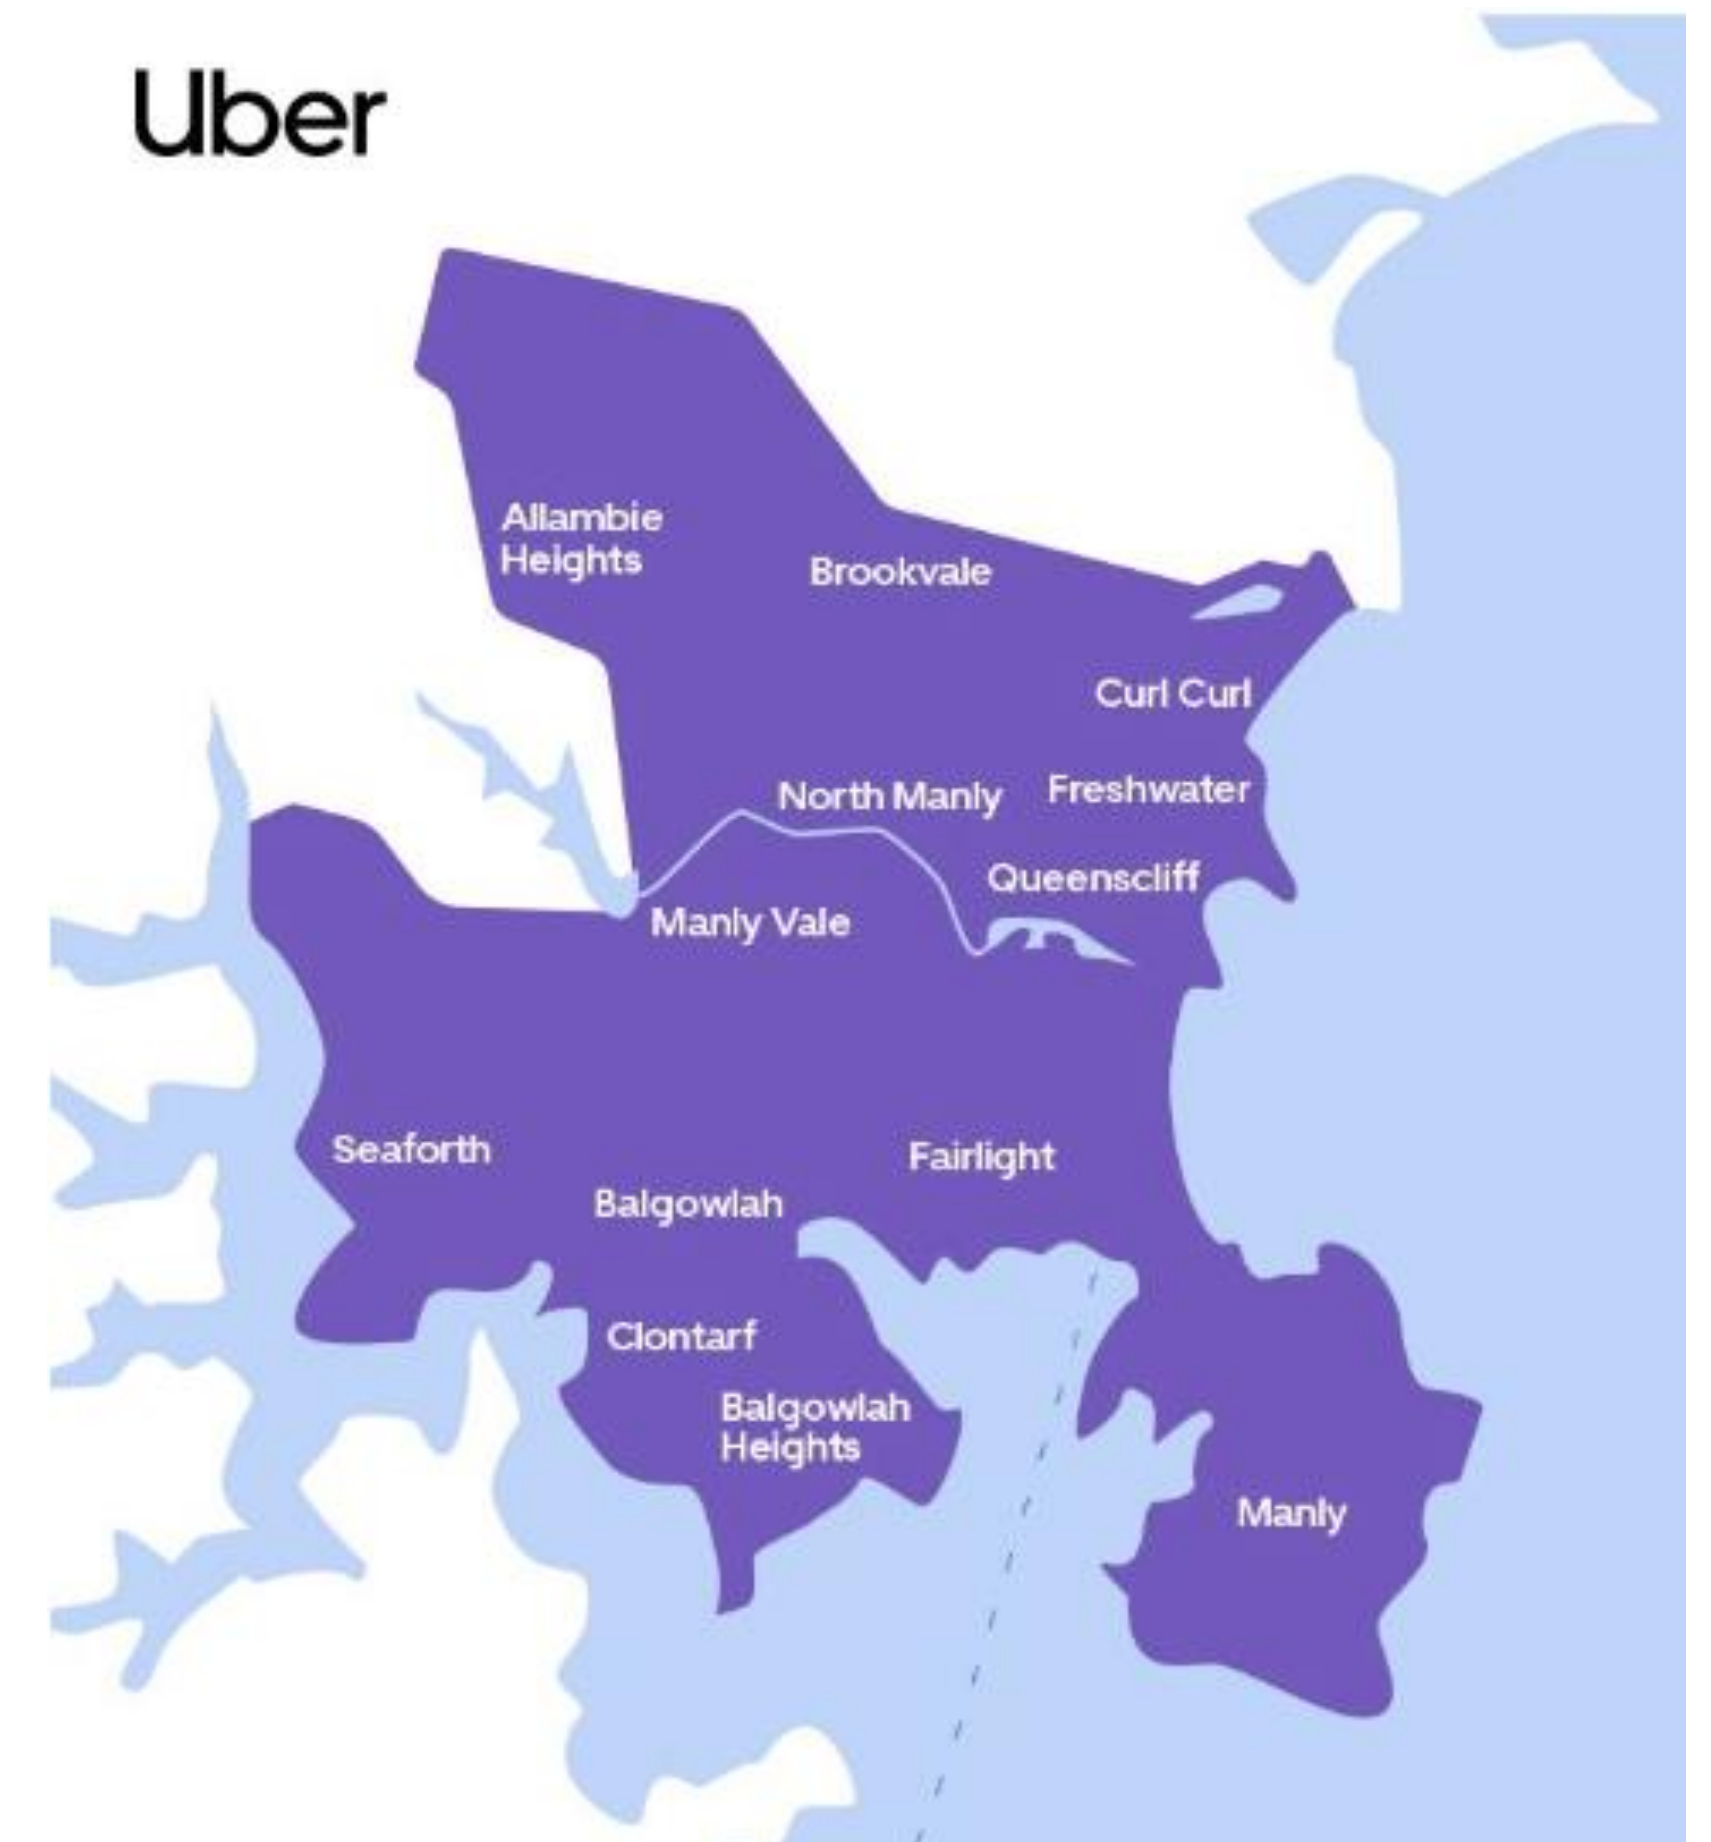 Uber
Allambie
Heights
Brookvale
Curl Curl
North Manly
Freshwater
Queenscliff
Manly Vale
Seaforth
Fairlight
Balgowlah
Clontarf
Balgowlah
Heights
Manly